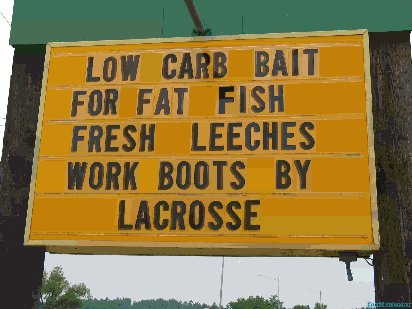 LOW CARB BAIT
FOR FAT FISH
FRESH LEECHES
WORK BOOTS BY
LACROSSE